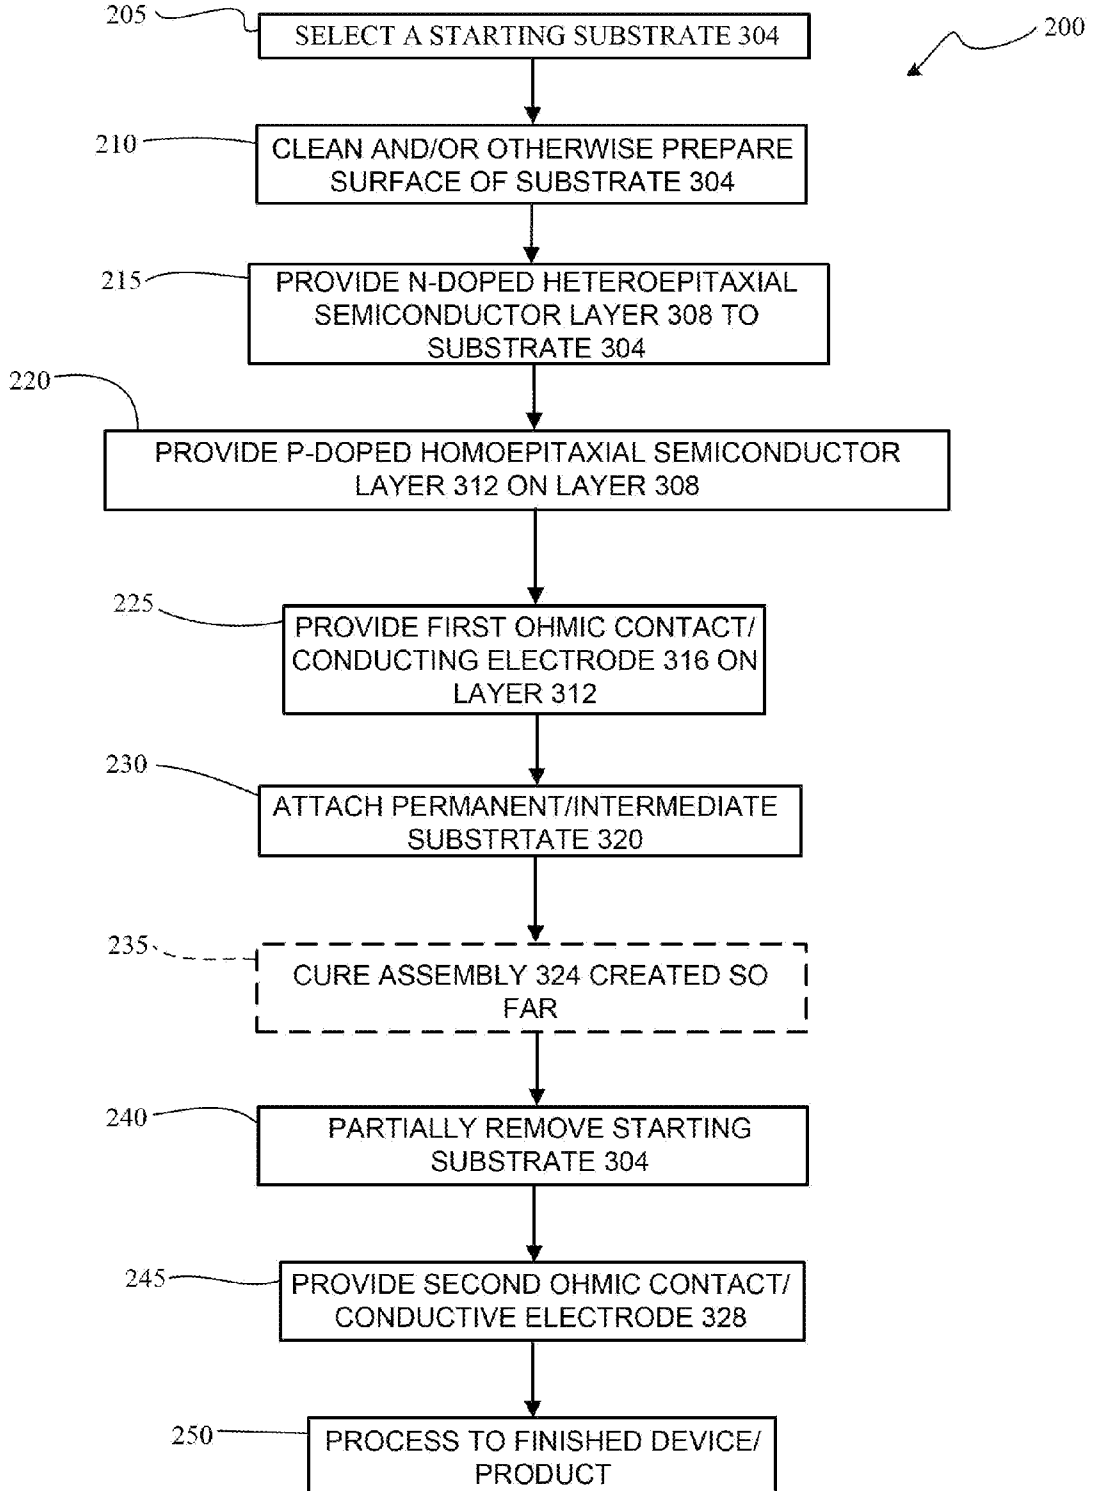 205
SELECT A STARTING SUBSTRATE 304
200
210
CLEAN AND/OR OTHERWISE PREPARE
SURFACE OF SUBSTRATE 304
215
PROVIDE N-DOPED HETEROEPITAXIAL
SEMICONDUCTOR LAYER 308 TO
SUBSTRATE 304
220
PROVIDE P-DOPED HOMOEPITAXIAL SEMICONDUCTOR
LAYER 312 ON LAYER 308
225
PROVIDE FIRST OHMIC CONTACT/
CONDUCTING ELECTRODE 316 ON
LAYER 312
230
ATTACH PERMANENT/INTERMEDIATE
SUBSTRTATE 320
235
CURE ASSEMBLY 324 CREATED SO
FAR
240
PARTIALLY REMOVE STARTING
SUBSTRATE 304
245
PROVIDE SECOND OHMIC CONTACT/
CONDUCTIVE ELECTRODE 328
250
PROCESS TO FINISHED DEVICE/
PRODUCT